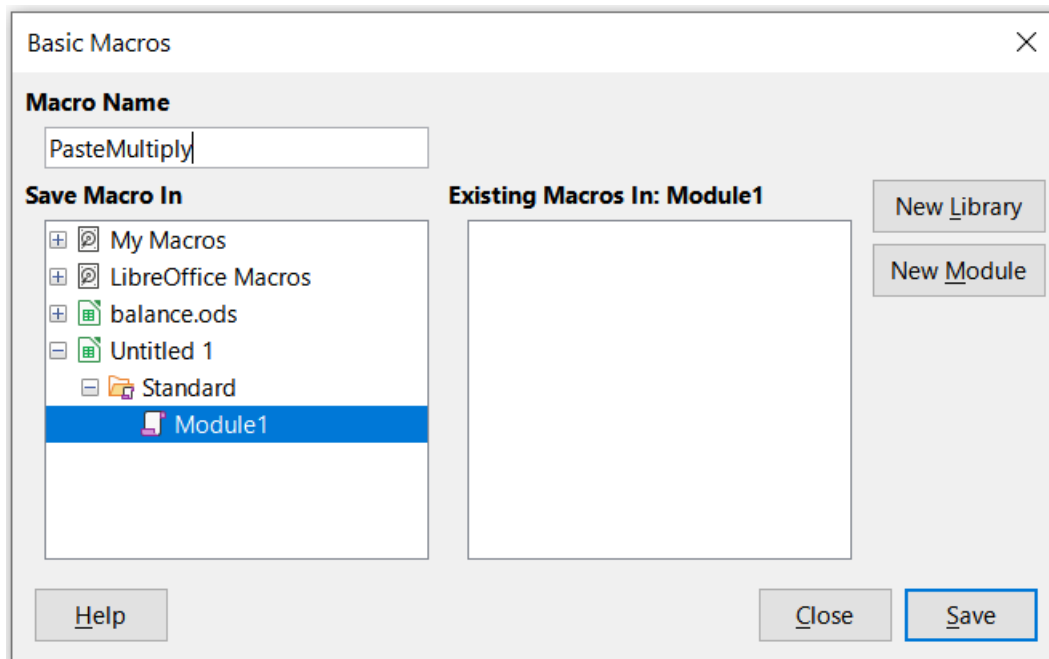 Basic Macros
Macro Name
PasteMultiply
Save Macro In
Existing Macros In: Module1
New Library
My Macros
New Module
LibreOffice Macros
balance.ods
Untitled 1
Standard
Module1
Help
Close
Save